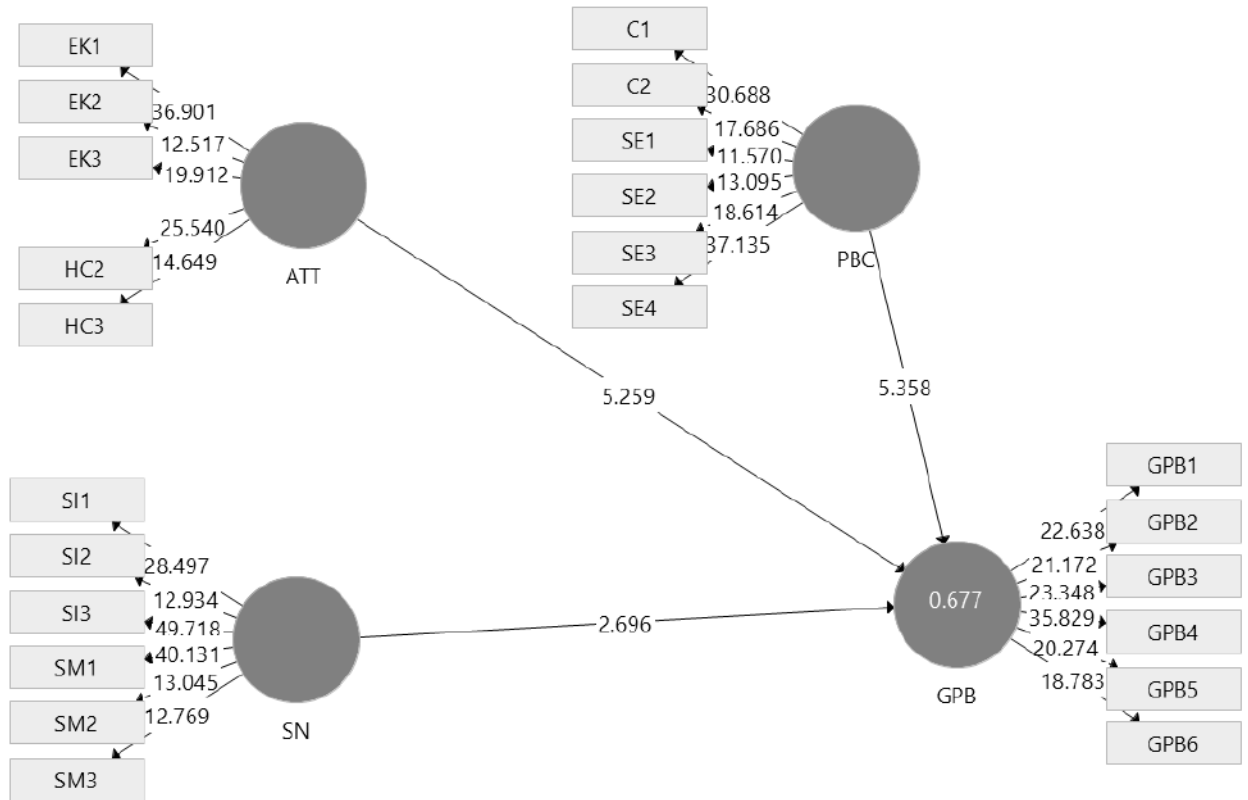 EK1
EK2
EK3
HC2
HC3
36.901
12.517
19.912
25.540
14.649
ATT
C1
C2
SE1
SE2
SE3
SE4
30.688
17.686
11.570
13.095
18.614
37.135
PBC
5.259
5.358
SI1
SI2
SI3
SM1
SM2
SM3
28.497
12.934
49.718
40.131
13.045
12.769
SN
2.696
0.677
GPB
22.638
21.172
23.348
35.829
20.274
18.783
GPB1
GPB2
GPB3
GPB4
GPB5
GPB6